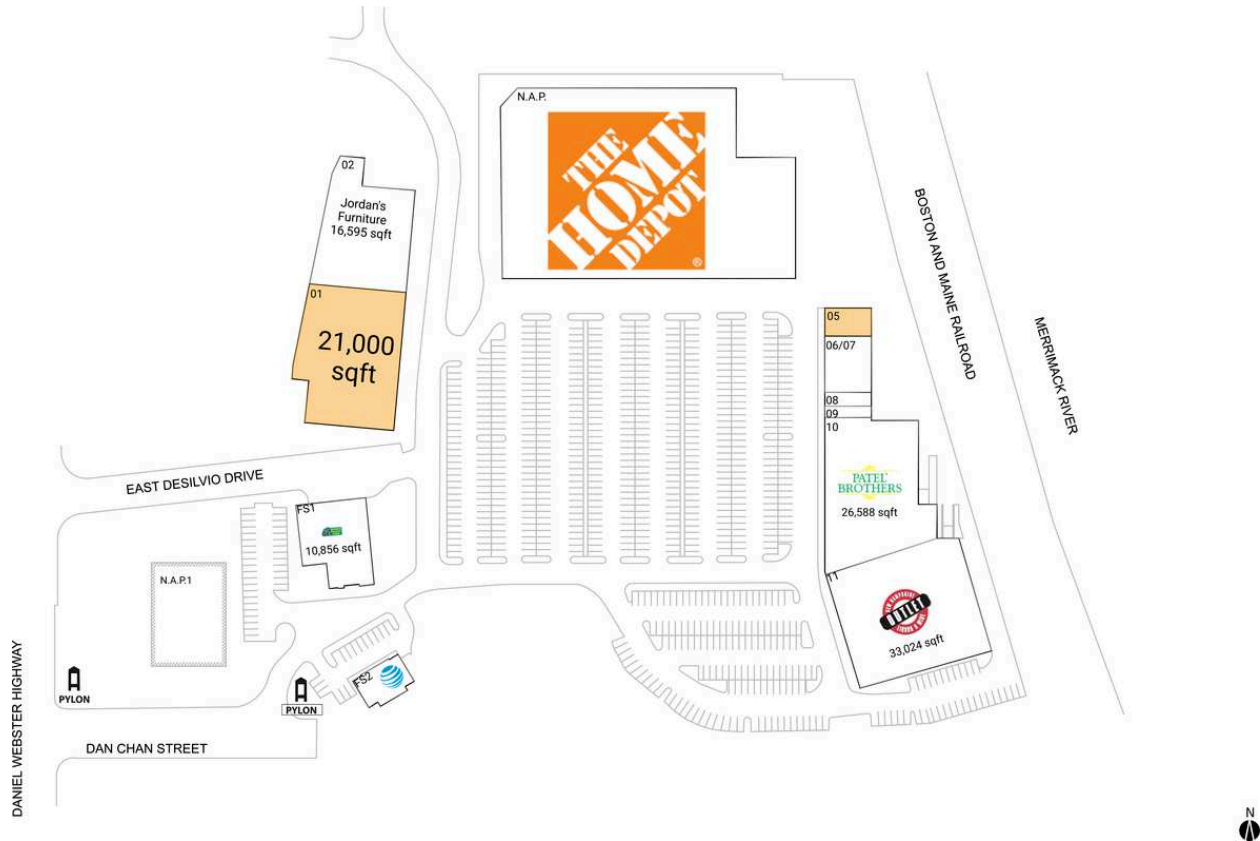 N.A.P.
THE
HOME
DEPOT
®
02
Jordan's
Furniture
16,595 sqft
01
21,000
sqft
BOSTON AND MAINE RAILROAD
MERRIMACK RIVER
05
06/07
08
09
10
PATEL
BROTHERS
26,588 sqft
EAST DESILVIO DRIVE
FS1
10,856 sqft
N.A.P.1
11
NEW HAMPSHIRE
OUTLET
33,024 sqft
FS2
PYLON
PYLON
DAN CHAN STREET
DANIEL WEBSTER HIGHWAY
N